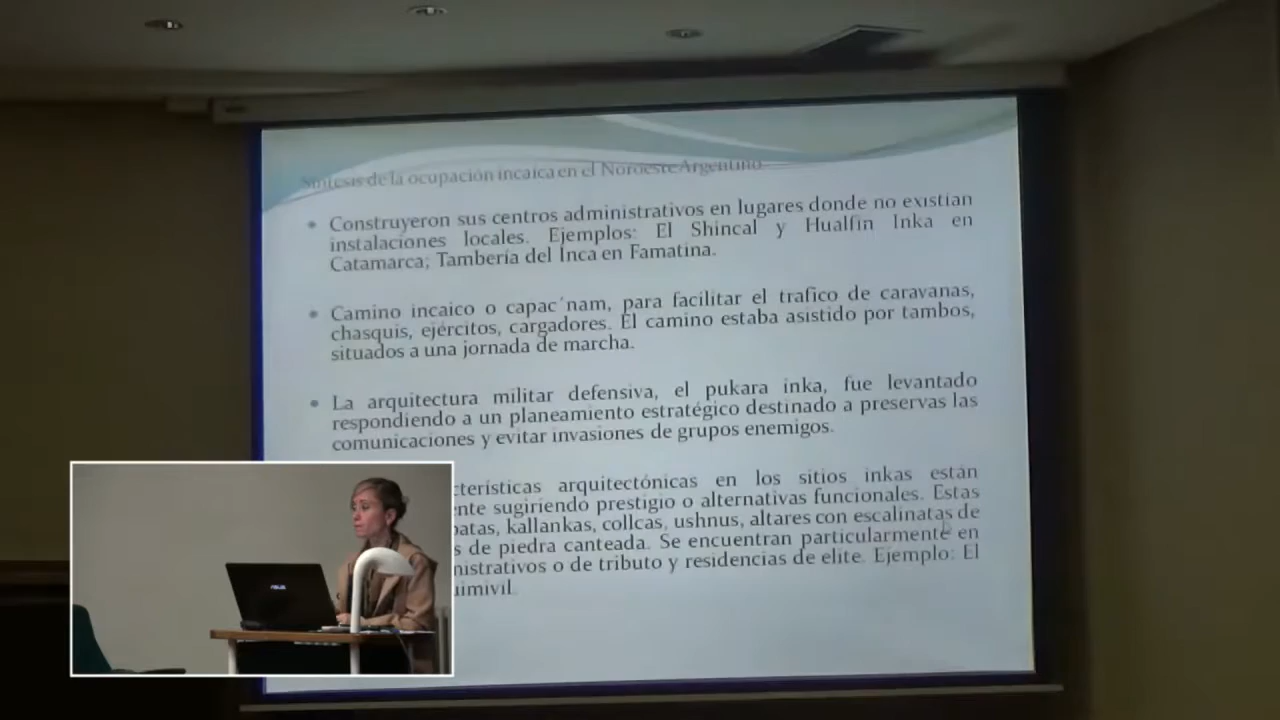 Síntesis de la ocupación incaica en el Noroeste Argentino
• Construyeron sus centros administrativos en lugares donde no existían
instalaciones locales. Ejemplos: El Shincal y Hualfín Inka en
Catamarca; Tambería del Inca en Famatina.
• Camino incaico o capac´nam, para facilitar el trafico de caravanas,
chasquis, ejércitos, cargadores. El camino estaba asistido por tambos,
situados a una jornada de marcha.
• La arquitectura militar defensiva, el pukara inka, fue levantado
respondiendo a un planeamiento estratégico destinado a preservas las
comunicaciones y evitar invasiones de grupos enemigos.
cterísticas arquitectónicas en los sitios inkas están
nte sugiriendo prestigio o alternativas funcionales. Estas
patas, kallankas, collcas, ushnus, altares con escalinatas de
s de piedra canteada. Se encuentran particularmente en
nistrativos o de tributo y residencias de elite. Ejemplo: El
uimivil.
ASUS